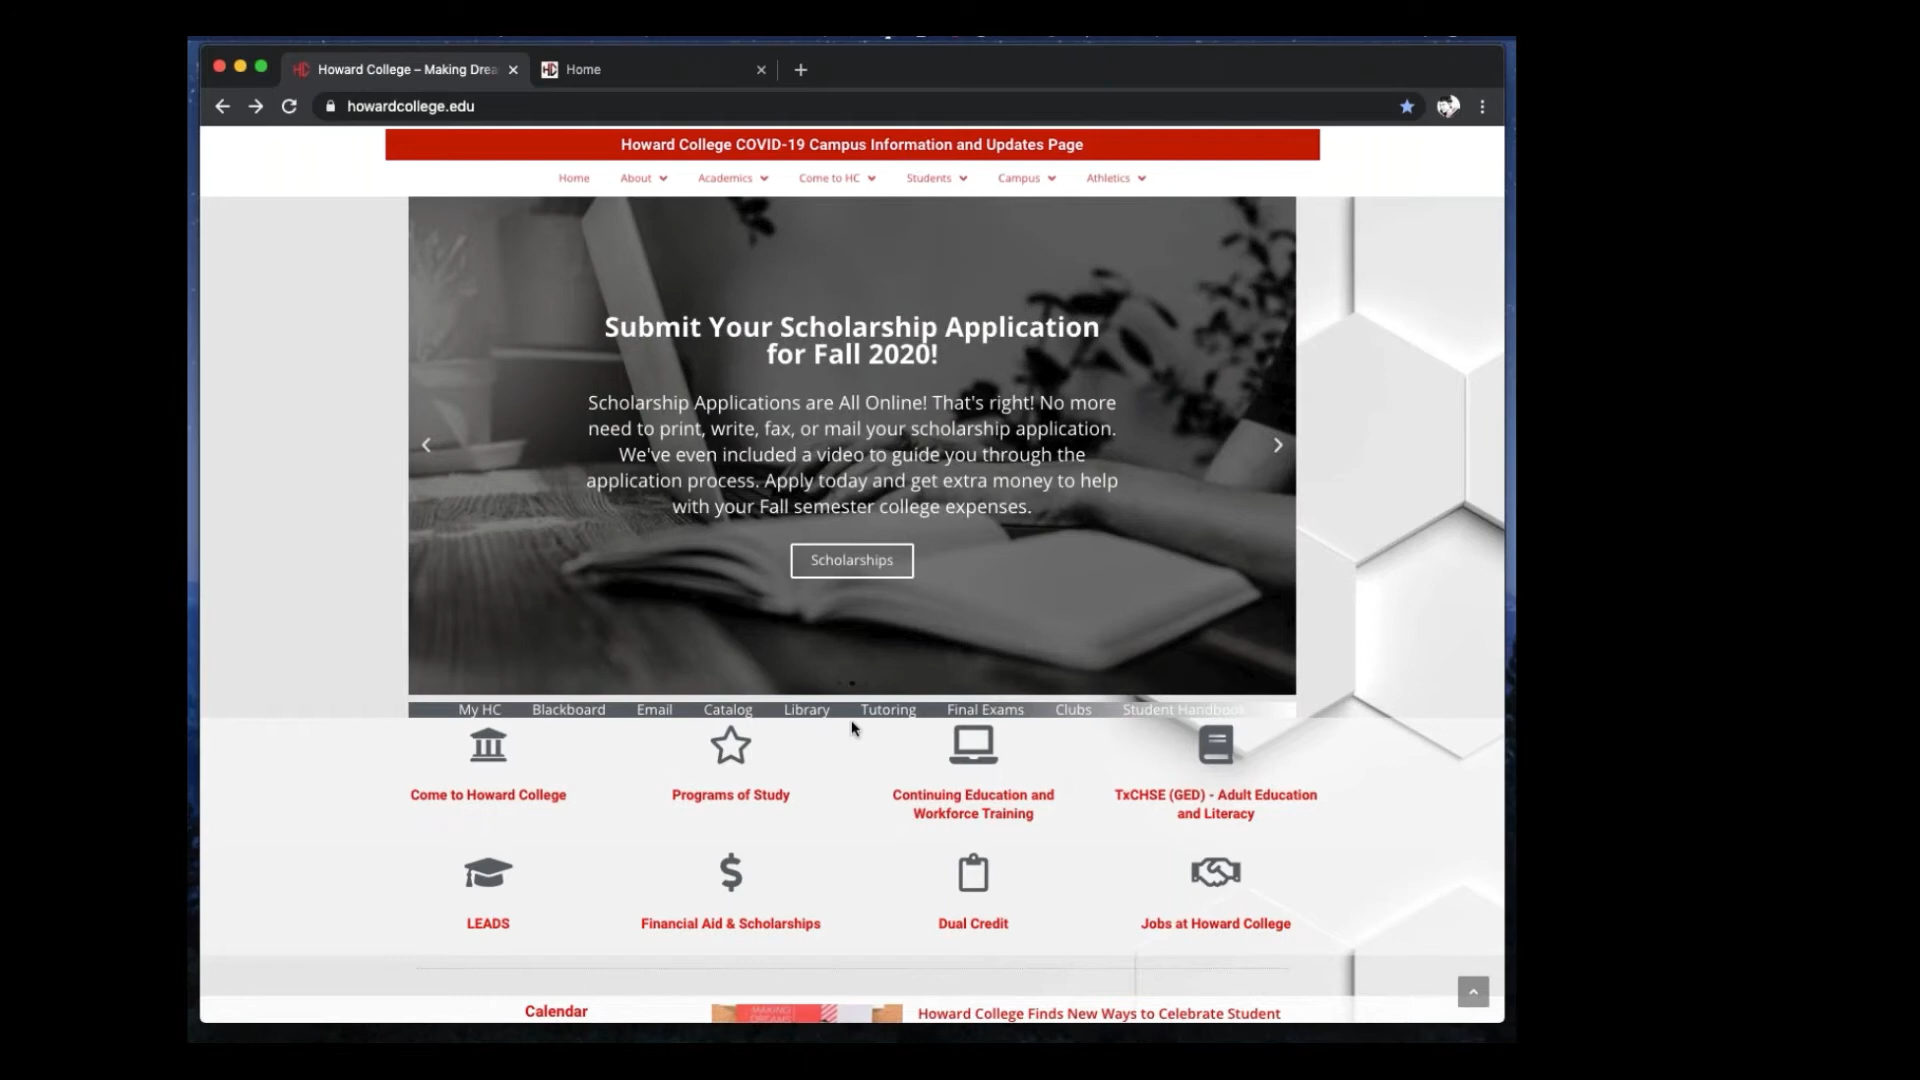 Howard College – Making Drea
Home
howardcollege.edu
Howard College COVID-19 Campus Information and Updates Page
Home About Academics Come to HC Students Campus Athletics
Submit Your Scholarship Application
for Fall 2020!
Scholarship Applications are All Online! That's right! No more
need to print, write, fax, or mail your scholarship application.
We've even included a video to guide you through the
application process. Apply today and get extra money to help
with your Fall semester college expenses.
Scholarships
My HC Blackboard Email Catalog Library Tutoring Final Exams Clubs Student Handbook
Come to Howard College
Programs of Study
Continuing Education and
Workforce Training
TxCHSE (GED) - Adult Education
and Literacy
LEADS
Financial Aid & Scholarships
Dual Credit
Jobs at Howard College
Calendar
MAKING
DREAMS
Howard College Finds New Ways to Celebrate Student